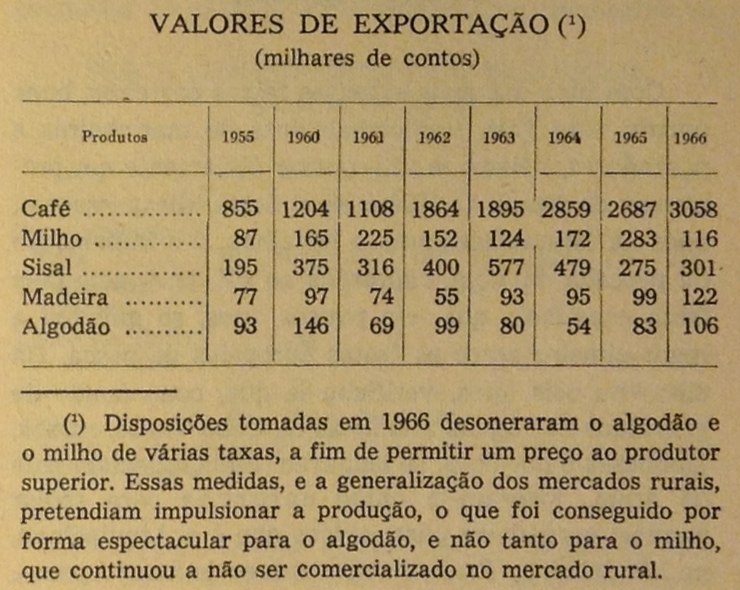 VALORES DE EXPORTAÇÃO (¹)
(milhares de contos)
Produtos 1955 1960 1961 1962 1963 1964 1965 1966
Café ............... 855 1204 1108 1864 1895 2859 2687 3058
Milho ............. 87 165 225 152 124 172 283 116
Sisal ............... 195 375 316 400 577 479 275 301
Madeira .......... 77 97 74 55 93 95 99 122
Algodão .......... 93 146 69 99 80 54 83 106
(¹) Disposições tomadas em 1966 desoneraram o algodão e
o milho de várias taxas, a fim de permitir um preço ao produtor
superior. Essas medidas, e a generalização dos mercados rurais,
pretendiam impulsionar a produção, o que foi conseguido por
forma espectacular para o algodão, e não tanto para o milho,
que continuou a não ser comercializado no mercado rural.